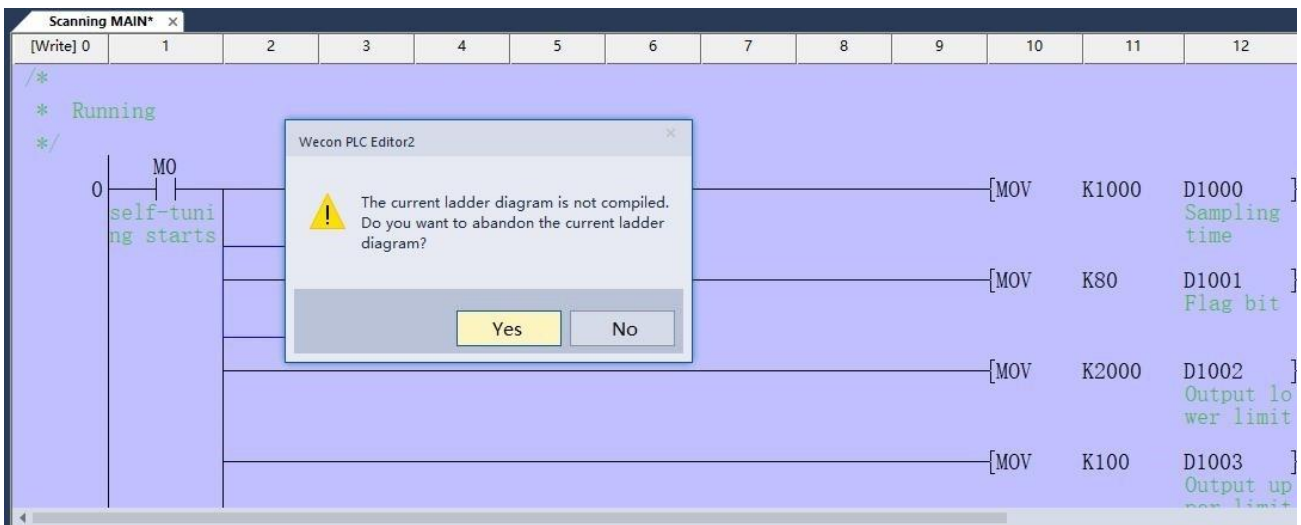 Scanning MAIN* ×
[Write] 0 1 2 3 4 5 6 7 8 9 10 11 12
/*
* Running
*/
M0
0
self-tuni
ng starts
[MOV K1000 D1000 ]
Sampling
time
[MOV K80 D1001 ]
Flag bit
[MOV K2000 D1002 ]
Output lo
wer limit
[MOV K100 D1003 ]
Output up
per limit
Wecon PLC Editor2 ×
The current ladder diagram is not compiled.
Do you want to abandon the current ladder
diagram?
Yes No